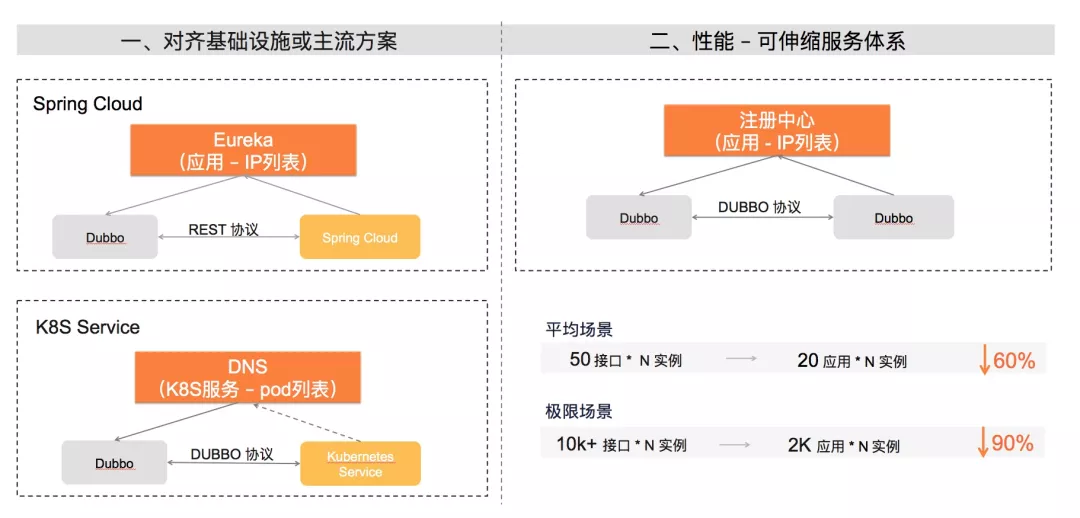 一、对齐基础设施或主流方案
Spring Cloud
Eureka
（应用 – IP列表）
Dubbo
REST 协议
Spring Cloud
K8S Service
DNS
（K8S服务 – pod列表）
Dubbo
DUBBO 协议
Kubernetes
Service
二、性能 – 可伸缩服务体系
注册中心
（应用 - IP列表）
Dubbo
DUBBO 协议
Dubbo
平均场景
50 接口 * N 实例
20 应用 * N 实例
60%
极限场景
10k+ 接口 * N 实例
2K 应用 * N 实例
90%